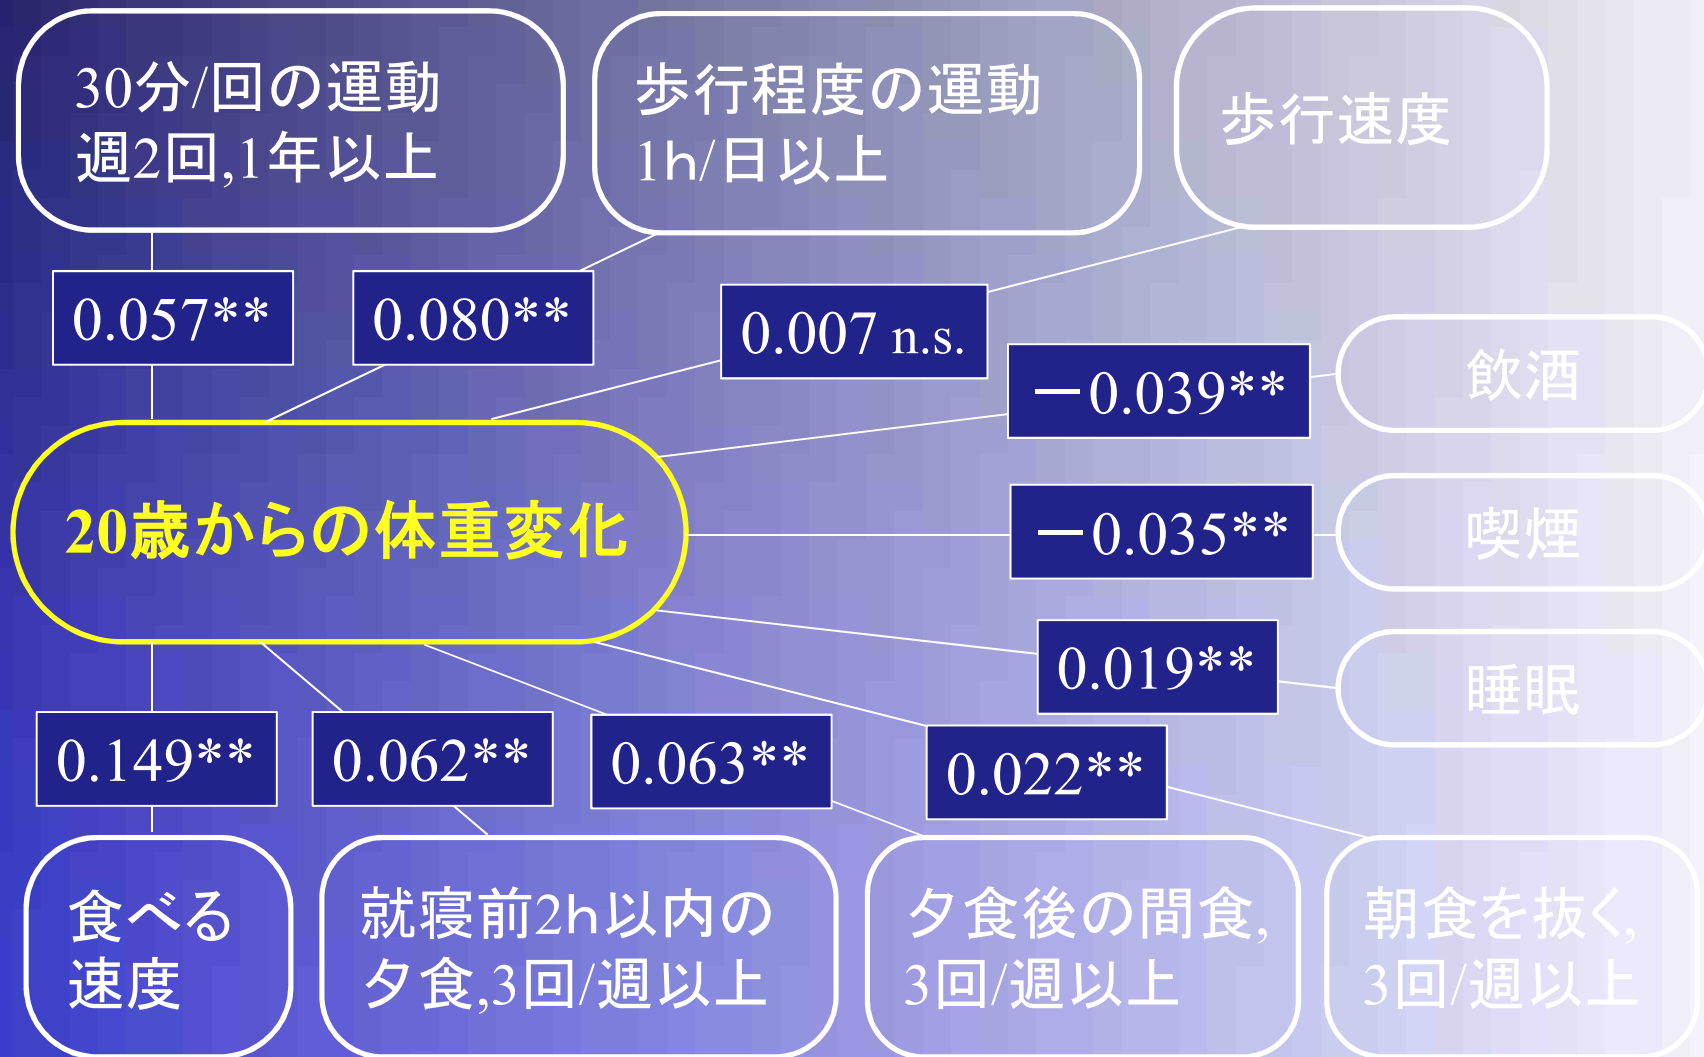 30分/回の運動
週2回,1年以上
歩行程度の運動
1h/日以上
歩行速度
0.057**
0.080**
0.007 n.s.
－0.039**
飲酒
20歳からの体重変化
－0.035**
喫煙
0.019**
睡眠
0.149**
0.062**
0.063**
0.022**
食べる
速度
就寝前2h以内の
夕食,3回/週以上
夕食後の間食,
3回/週以上
朝食を抜く,
3回/週以上